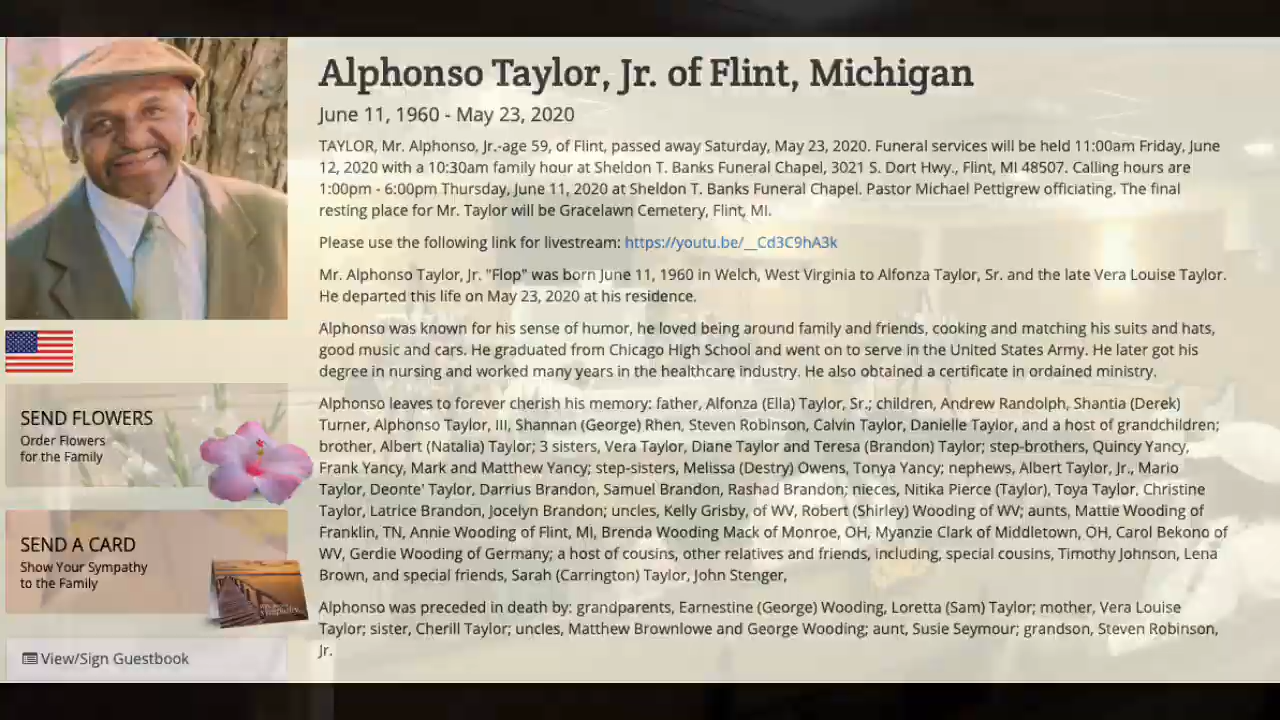 Alphonso Taylor, Jr. of Flint, Michigan
June 11, 1960 - May 23, 2020
TAYLOR, Mr. Alphonso, Jr.-age 59, of Flint, passed away Saturday, May 23, 2020. Funeral services will be held 11:00am Friday, June
12, 2020 with a 10:30am family hour at Sheldon T. Banks Funeral Chapel, 3021 S. Dort Hwy., Flint, MI 48507. Calling hours are
1:00pm - 6:00pm Thursday, June 11, 2020 at Sheldon T. Banks Funeral Chapel. Pastor Michael Pettigrew officiating. The final
resting place for Mr. Taylor will be Gracelawn Cemetery, Flint, MI.
Please use the following link for livestream: https://youtu.be/__Cd3C9hA3k
Mr. Alphonso Taylor, Jr. "Flop" was born June 11, 1960 in Welch, West Virginia to Alfonza Taylor, Sr. and the late Vera Louise Taylor.
He departed this life on May 23, 2020 at his residence.
Alphonso was known for his sense of humor, he loved being around family and friends, cooking and matching his suits and hats,
good music and cars. He graduated from Chicago High School and went on to serve in the United States Army. He later got his
degree in nursing and worked many years in the healthcare industry. He also obtained a certificate in ordained ministry.
Alphonso leaves to forever cherish his memory: father, Alfonza (Ella) Taylor, Sr.; children, Andrew Randolph, Shantia (Derek)
Turner, Alphonso Taylor, III, Shannan (George) Rhen, Steven Robinson, Calvin Taylor, Danielle Taylor, and a host of grandchildren;
brother, Albert (Natalia) Taylor; 3 sisters, Vera Taylor, Diane Taylor and Teresa (Brandon) Taylor; step-brothers, Quincy Yancy,
Frank Yancy, Mark and Matthew Yancy; step-sisters, Melissa (Destry) Owens, Tonya Yancy; nephews, Albert Taylor, Jr., Mario
Taylor, Deonte' Taylor, Darrius Brandon, Samuel Brandon, Rashad Brandon; nieces, Nitika Pierce (Taylor), Toya Taylor, Christine
Taylor, Latrice Brandon, Jocelyn Brandon; uncles, Kelly Grisby, of WV, Robert (Shirley) Wooding of WV; aunts, Mattie Wooding of
Franklin, TN, Annie Wooding of Flint, MI, Brenda Wooding Mack of Monroe, OH, Myanzie Clark of Middletown, OH, Carol Bekono of
WV, Gerdie Wooding of Germany; a host of cousins, other relatives and friends, including, special cousins, Timothy Johnson, Lena
Brown, and special friends, Sarah (Carrington) Taylor, John Stenger,
Alphonso was preceded in death by: grandparents, Earnestine (George) Wooding, Loretta (Sam) Taylor; mother, Vera Louise
Taylor; sister, Cherill Taylor; uncles, Matthew Brownlowe and George Wooding; aunt, Susie Seymour; grandson, Steven Robinson,
Jr.
SEND FLOWERS
Order Flowers
for the Family
SEND A CARD
Show Your Sympathy
to the Family
View/Sign Guestbook